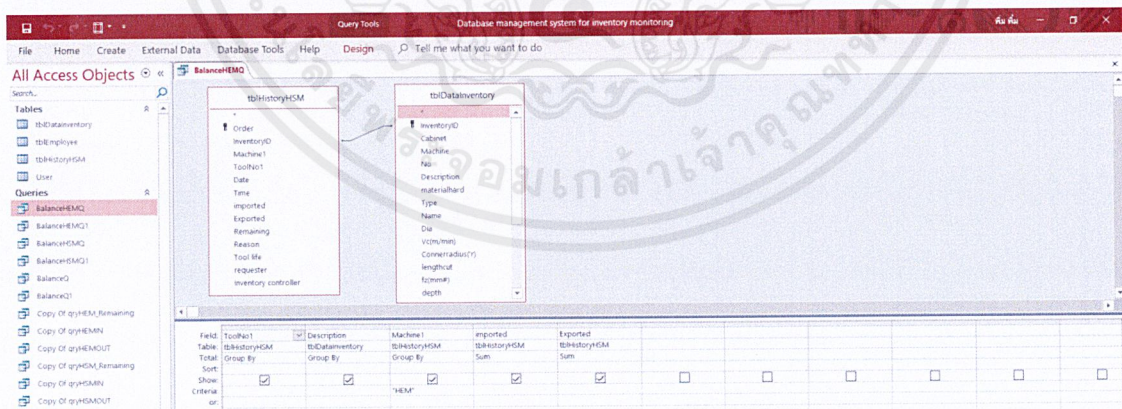 Query Tools Database management system for inventory monitoring
File Home Create External Data Database Tools Help Design Tell me what you want to do
All Access Objects
Search...
Tables
tblDataInventory
tblEmployee
tblHistoryHSM
User
Queries
BalanceHEMQ
BalanceHEMQ1
BalanceHSMQ
BalanceHSMQ1
BalanceQ
BalanceQ1
Copy Of qryHEM_Remaining
Copy Of qryHEMIN
Copy Of qryHEMOUT
Copy Of qryHSM_Remaining
Copy Of qryHSMIN
Copy Of qryHSMOUT
BalanceHEMQ
tblHistoryHSM
*
Order
InventoryID
Machine1
ToolNo1
Date
Time
imported
Exported
Remaining
Reason
Tool life
requester
inventory controller
tblDataInventory
*
InventoryID
Cabinet
Machine
No
Description
materialhard
Type
Name
Dia
Vc(m/min)
Connerradius(r)
lengthcut
fz(mm#)
depth
Field: ToolNo1 Description Machine1 imported Exported
Table: tblHistoryHSM tblDataInventory tblHistoryHSM tblHistoryHSM tblHistoryHSM
Total: Group By Group By Group By Sum Sum
Sort:
Show:
Criteria: "HEM"
or: